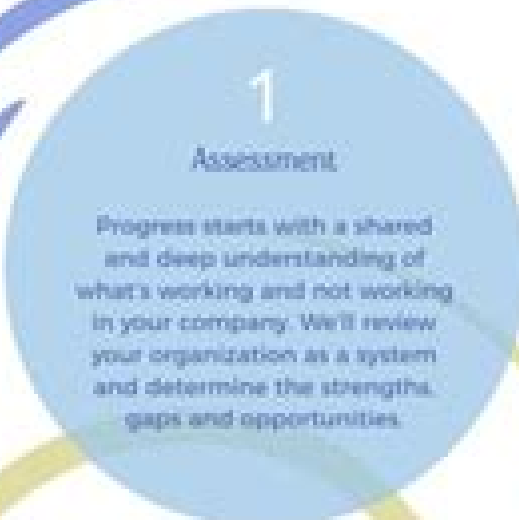 1
Assessment
Progress starts with a shared
and deep understanding of
what's working and not working
in your company. We'll review
your organization as a system
and determine the strengths,
gaps and opportunities.